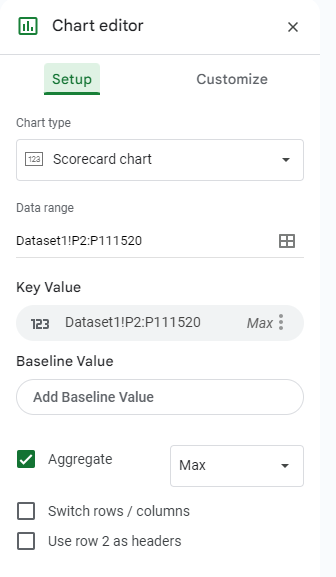 Chart editor
Setup Customize
Chart type
123 Scorecard chart
Data range
Dataset1!P2:P111520
Key Value
123 Dataset1!P2:P111520 Max
Baseline Value
Add Baseline Value
Aggregate Max
Switch rows / columns
Use row 2 as headers